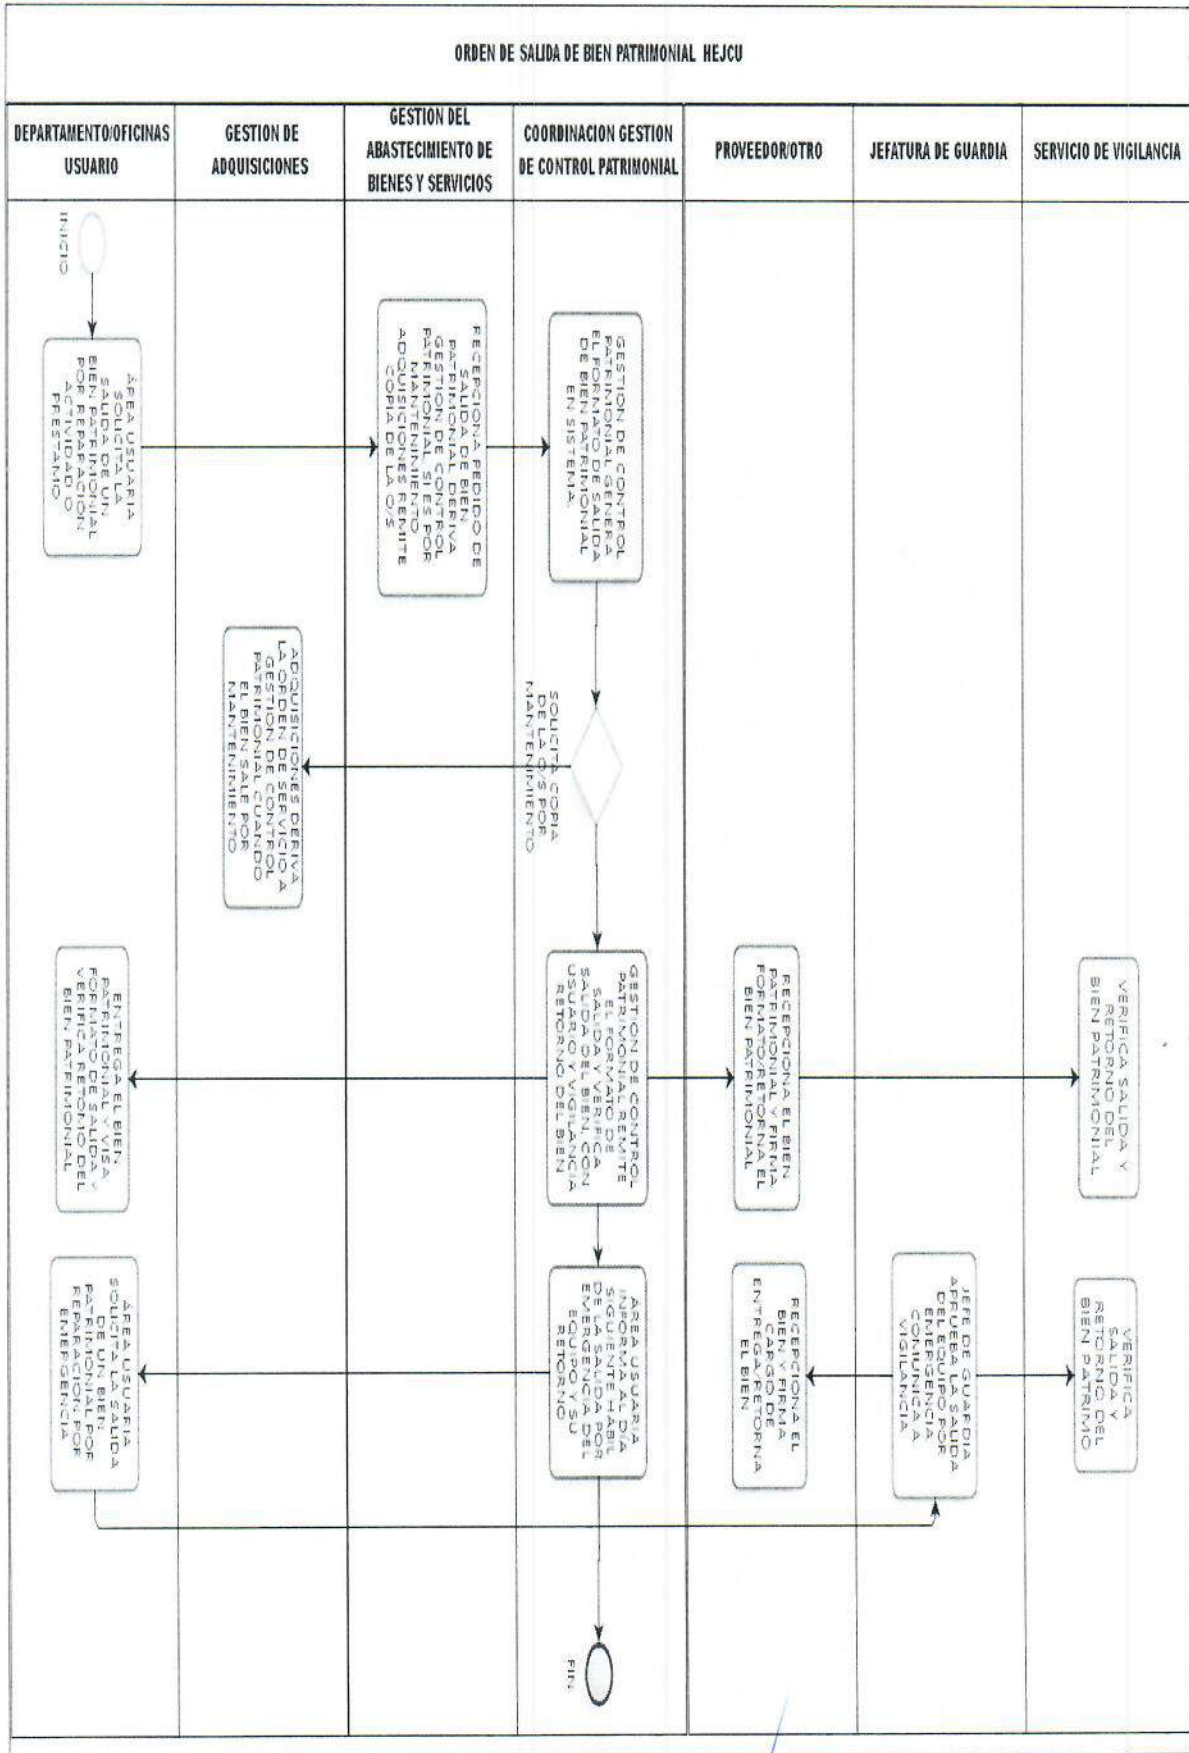 ORDEN DE SALIDA DE BIEN PATRIMONIAL HEJCU
DEPARTAMENTO/OFICINAS
USUARIO
GESTION DE
ADQUISICIONES
GESTION DEL
ABASTECIMIENTO DE
BIENES Y SERVICIOS
COORDINACION GESTION
DE CONTROL PATRIMONIAL
PROVEEDOR/OTRO
JEFATURA DE GUARDIA
SERVICIO DE VIGILANCIA
INICIO
ÁREA USUARIA
SOLICITA LA
SALIDA DE UN
BIEN PATRIMONIAL
POR REPARACIÓN
ACTIVIDAD O
PRESTAMO
RECEPCIONA PEDIDO DE
SALIDA DE BIEN
PATRIMONIAL DERIVA
GESTION DE CONTROL
PATRIMONIAL, SI ES POR
MANTENIMIENTO
ADQUISICIONES REMITE
COPIA DE LA O/S
GESTION DE CONTROL
PATRIMONIAL GENERA
EL FORMATO DE SALIDA
DE BIEN PATRIMONIAL
EN SISTEMA.
SOLICITA COPIA
DE LA O/S POR
MANTENIMIENTO
ADQUISICIONES DERIVA
LA ORDEN DE SERVICIO A
GESTION DE CONTROL
PATRIMONIAL CUANDO
EL BIEN SALE POR
MANTENIMIENTO
GESTION DE CONTROL
PATRIMONIAL REMITE
EL FORMATO DE
SALIDA Y VERIFICA
SALIDA DEL BIEN, CON
USUARIO Y VIGILANCIA
RETORNO DEL BIEN
ENTREGA EL BIEN
PATRIMONIAL Y VISA
FORMATO DE SALIDA Y
VERIFICA RETOMO DEL
BIEN PATRIMONIAL
RECEPCIONA EL BIEN
PATRIMONIAL Y FIRMA
FORMATO/RETORNA EL
BIEN PATRIMONIAL
VERIFICA SALIDA Y
RETORNO DEL
BIEN PATRIMONIAL
ÁREA USUARIA
INFORMA AL DÍA
SIGUIENTE HÁBIL
DE LA SALIDA POR
EMERGENCIA DEL
EQUIPO Y SU
RETORNO
ÁREA USUARIA
SOLICITA LA SALIDA
DE UN BIEN
PATRIMONIAL POR
REPARACION POR
EMERGENCIA
JEFE DE GUARDIA
APRUEBA LA SALIDA
DEL EQUIPO POR
EMERGENCIA
COMUNICA A
VIGILANCIA
RECEPCIONA EL
BIEN Y FIRMA
CARGO DE
ENTREGA/RETORNA
EL BIEN
VERIFICA
SALIDA Y
RETORNO DEL
BIEN PATRIMO
FIN